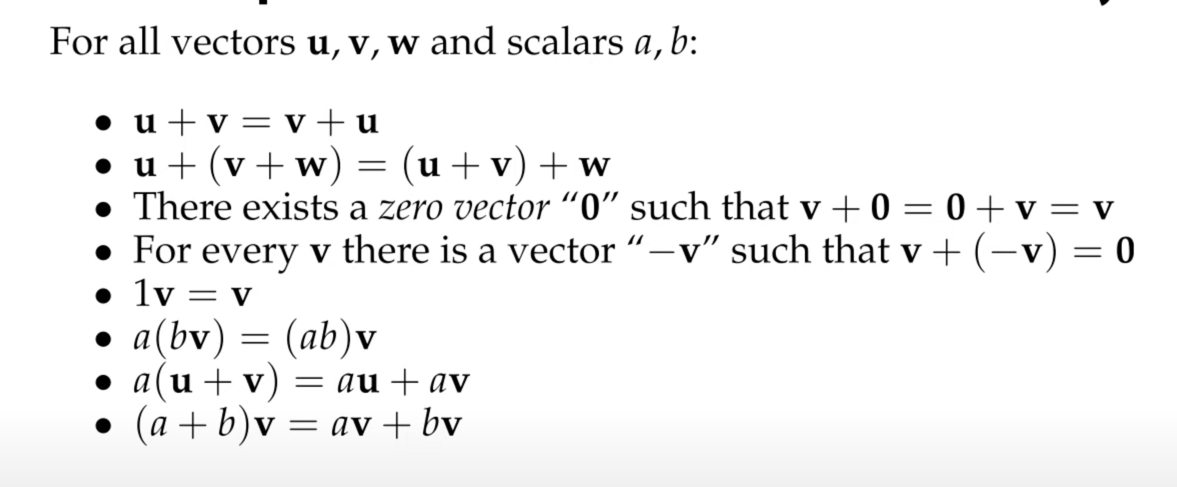 For all vectors u, v, w and scalars a, b:
• u + v = v + u
• u + (v + w) = (u + v) + w
• There exists a zero vector “0” such that v + 0 = 0 + v = v
• For every v there is a vector “−v” such that v + (−v) = 0
• 1v = v
• a(bv) = (ab)v
• a(u + v) = au + av
• (a + b)v = av + bv